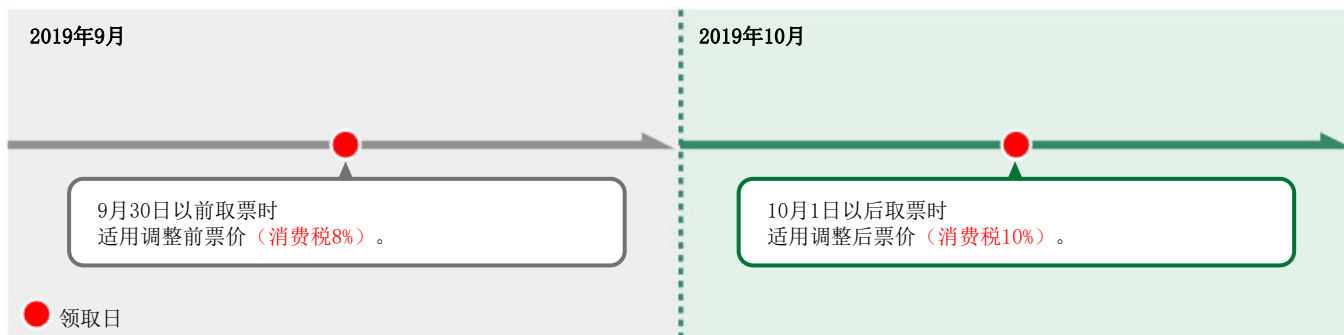 2019年9月
2019年10月
9月30日以前取票时
适用调整前票价（消费税8%）。
10月1日以后取票时
适用调整后票价（消费税10%）。
领取日